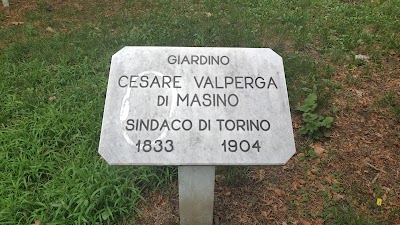 GIARDINO
CESARE VALPERGA
DI MASINO
SINDACO DI TORINO
1833 1904